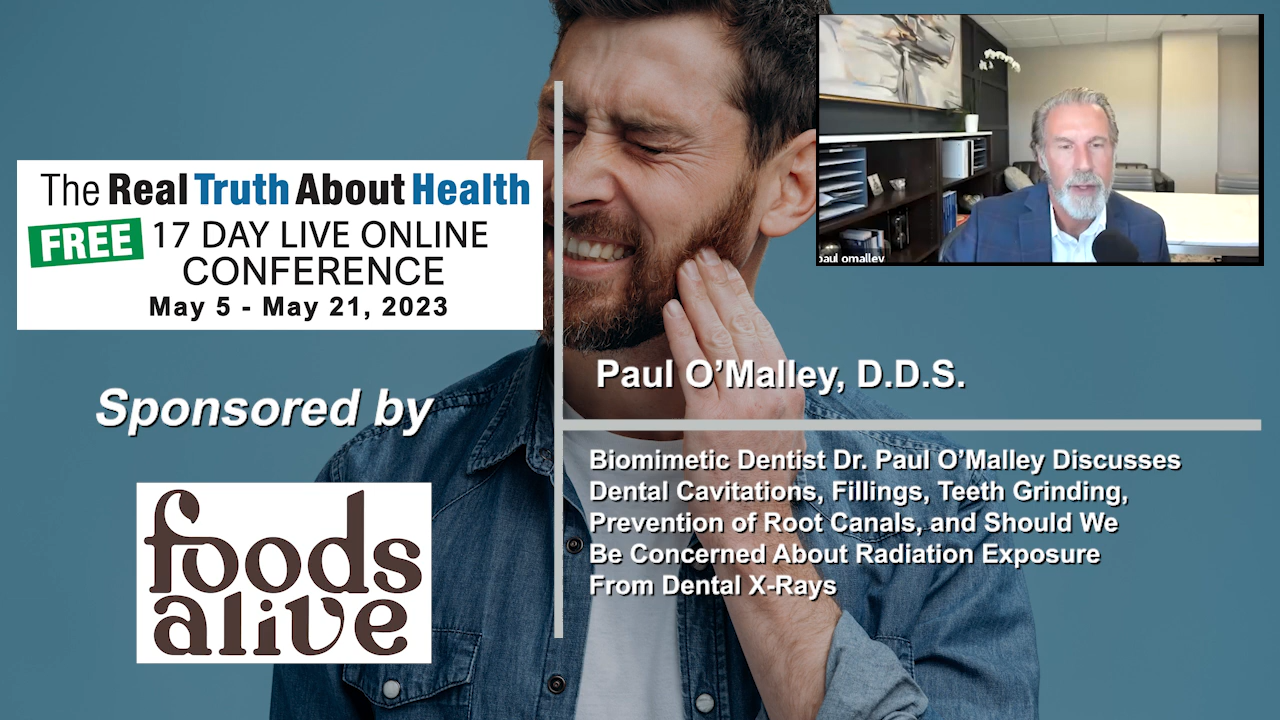 The Real Truth About Health
FREE 17 DAY LIVE ONLINE
CONFERENCE
May 5 - May 21, 2023
Sponsored by
foods
alive
paul omalley
Paul O’Malley, D.D.S.
Biomimetic Dentist Dr. Paul O’Malley Discusses
Dental Cavitations, Fillings, Teeth Grinding,
Prevention of Root Canals, and Should We
Be Concerned About Radiation Exposure
From Dental X-Rays